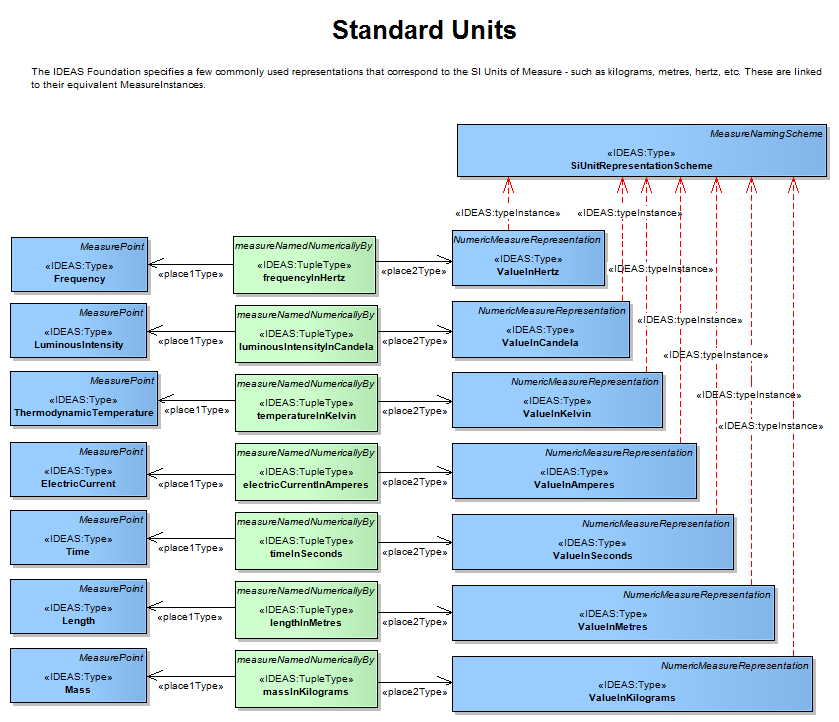 Standard Units
The IDEAS Foundation specifies a few commonly used representations that correspond to the SI Units of Measure - such as kilograms, metres, hertz, etc. These are linked
to their equivalent MeasureInstances.
MeasureNamingScheme
«IDEAS:Type»
SiUnitRepresentationScheme
«IDEAS:typeInstance»
«IDEAS:typeInstance»
«IDEAS:typeInstance»
«IDEAS:typeInstance»
«IDEAS:typeInstance»
«IDEAS:typeInstance»
«IDEAS:typeInstance»
MeasurePoint
«IDEAS:Type»
Frequency
«place1Type»
measureNamedNumericallyBy
«IDEAS:TupleType»
frequencyInHertz
«place2Type»
NumericMeasureRepresentation
«IDEAS:Type»
ValueInHertz
MeasurePoint
«IDEAS:Type»
LuminousIntensity
«place1Type»
measureNamedNumericallyBy
«IDEAS:TupleType»
luminousIntensityInCandela
«place2Type»
NumericMeasureRepresentation
«IDEAS:Type»
ValueInCandela
MeasurePoint
«IDEAS:Type»
ThermodynamicTemperature
«place1Type»
measureNamedNumericallyBy
«IDEAS:TupleType»
temperatureInKelvin
«place2Type»
NumericMeasureRepresentation
«IDEAS:Type»
ValueInKelvin
MeasurePoint
«IDEAS:Type»
ElectricCurrent
«place1Type»
measureNamedNumericallyBy
«IDEAS:TupleType»
electricCurrentInAmperes
«place2Type»
NumericMeasureRepresentation
«IDEAS:Type»
ValueInAmperes
MeasurePoint
«IDEAS:Type»
Time
«place1Type»
measureNamedNumericallyBy
«IDEAS:TupleType»
timeInSeconds
«place2Type»
NumericMeasureRepresentation
«IDEAS:Type»
ValueInSeconds
MeasurePoint
«IDEAS:Type»
Length
«place1Type»
measureNamedNumericallyBy
«IDEAS:TupleType»
lengthInMetres
«place2Type»
NumericMeasureRepresentation
«IDEAS:Type»
ValueInMetres
MeasurePoint
«IDEAS:Type»
Mass
«place1Type»
measureNamedNumericallyBy
«IDEAS:TupleType»
massInKilograms
«place2Type»
NumericMeasureRepresentation
«IDEAS:Type»
ValueInKilograms